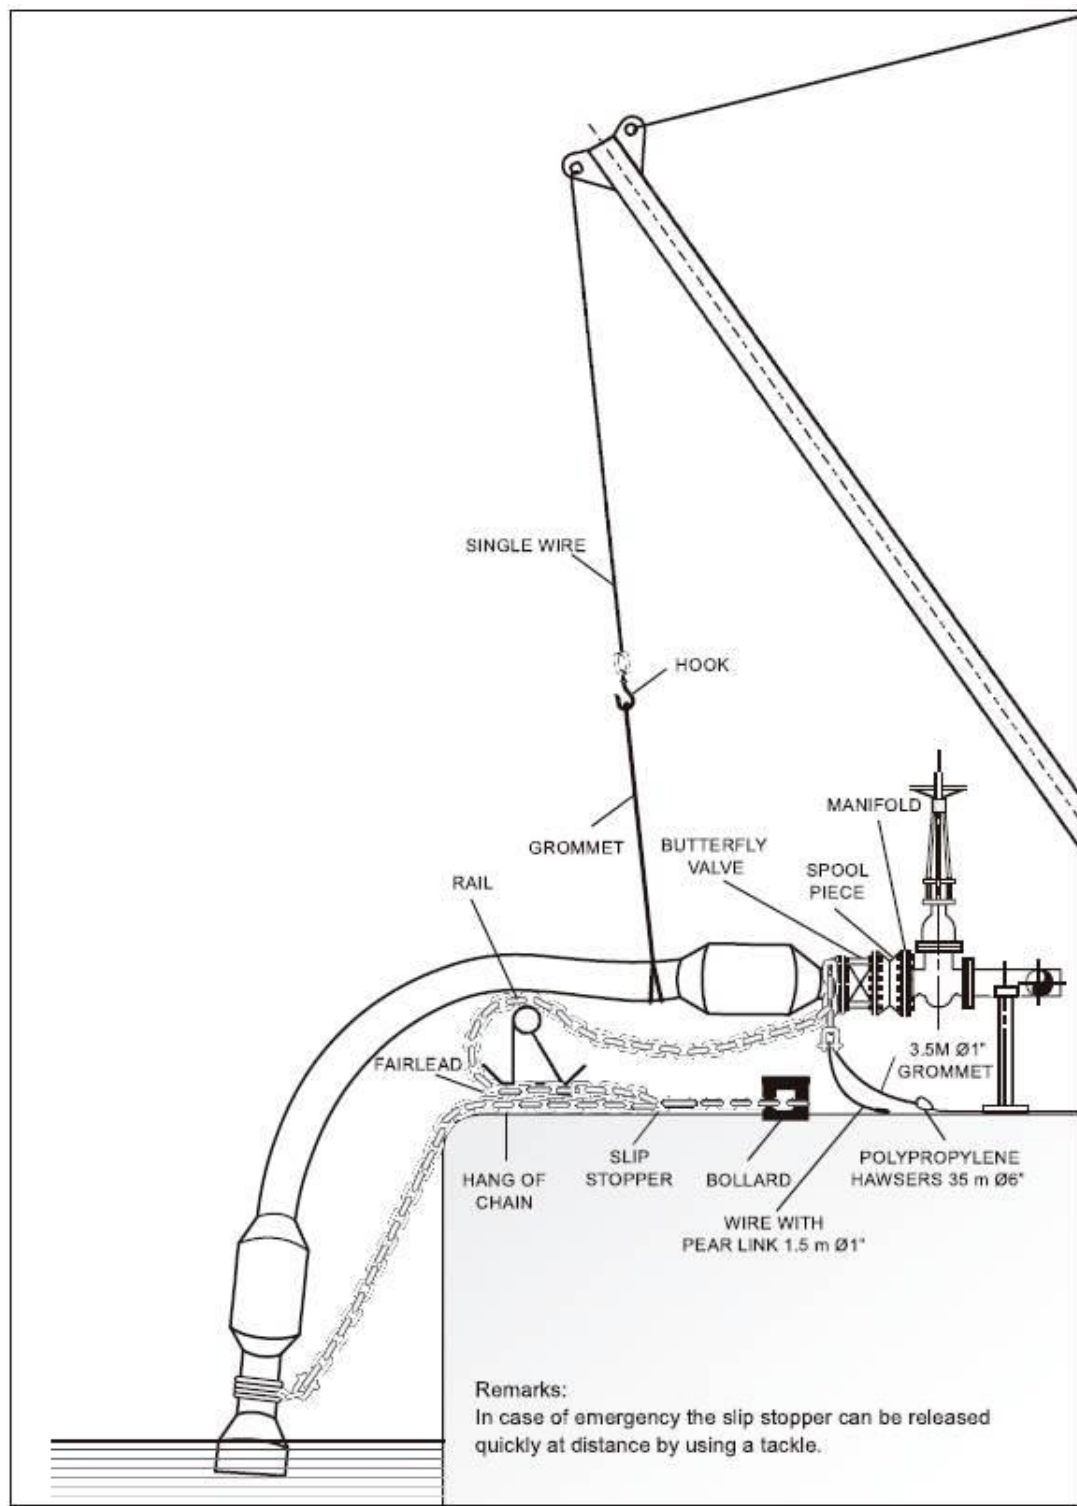 SINGLE WIRE
HOOK
MANIFOLD
GROMMET
BUTTERFLY
VALVE
SPOOL
PIECE
RAIL
3.5M Ø1"
GROMMET
FAIRLEAD
HANG OF
CHAIN
SLIP
STOPPER
BOLLARD
POLYPROPYLENE
HAWSERS 35 m Ø6"
WIRE WITH
PEAR LINK 1.5 m Ø1"
Remarks:
In case of emergency the slip stopper can be released
quickly at distance by using a tackle.